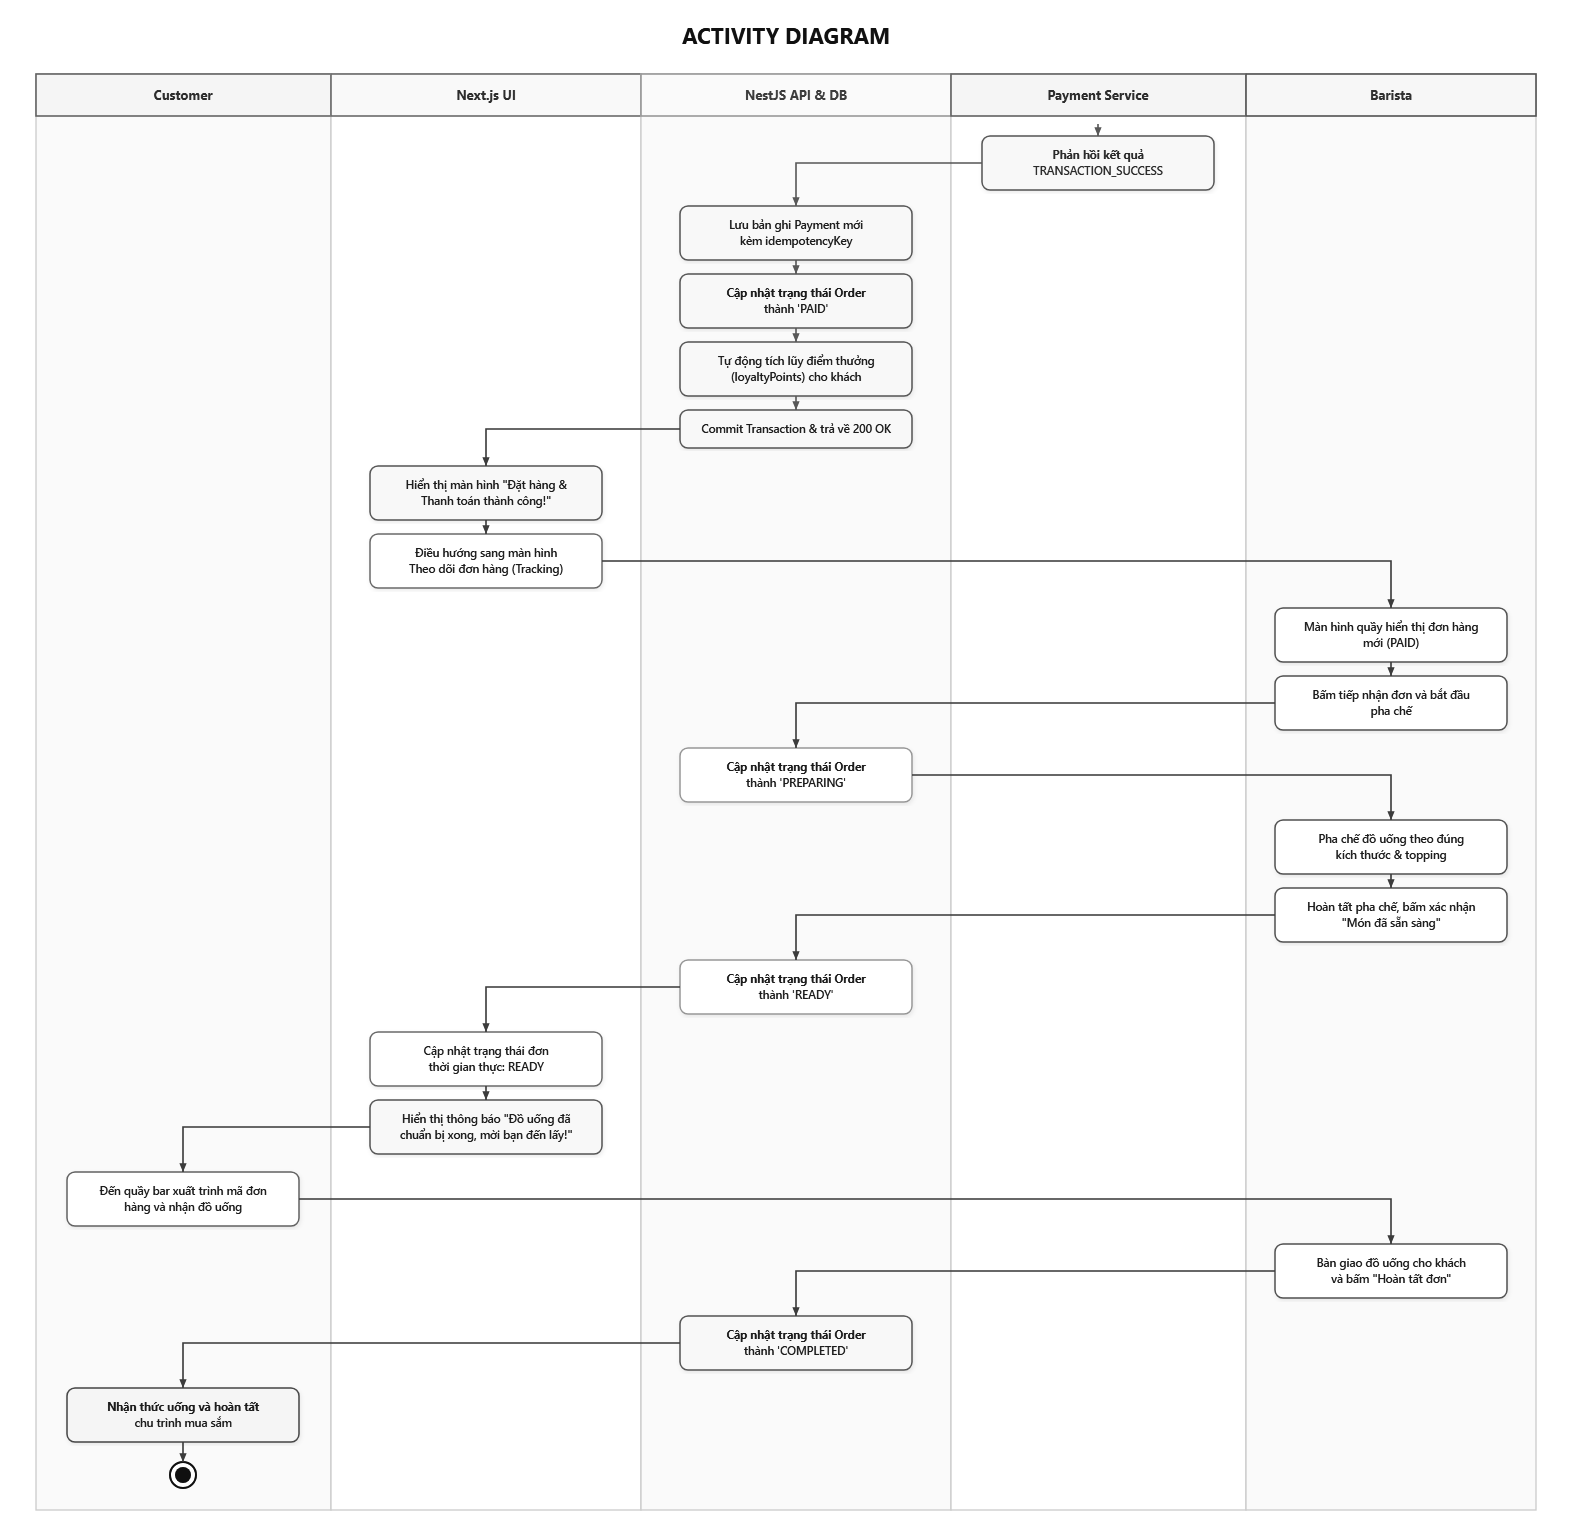 ACTIVITY DIAGRAM
Customer
Next.js UI
NestJS API & DB
Payment Service
Barista
Phản hồi kết quả
TRANSACTION_SUCCESS
Lưu bản ghi Payment mới
kèm idempotencyKey
Cập nhật trạng thái Order
thành 'PAID'
Tự động tích lũy điểm thưởng
(loyaltyPoints) cho khách
Commit Transaction & trả về 200 OK
Hiển thị màn hình "Đặt hàng &
Thanh toán thành công!"
Điều hướng sang màn hình
Theo dõi đơn hàng (Tracking)
Màn hình quầy hiển thị đơn hàng
mới (PAID)
Bấm tiếp nhận đơn và bắt đầu
pha chế
Cập nhật trạng thái Order
thành 'PREPARING'
Pha chế đồ uống theo đúng
kích thước & topping
Hoàn tất pha chế, bấm xác nhận
"Món đã sẵn sàng"
Cập nhật trạng thái Order
thành 'READY'
Cập nhật trạng thái đơn
thời gian thực: READY
Hiển thị thông báo "Đồ uống đã
chuẩn bị xong, mời bạn đến lấy!"
Đến quầy bar xuất trình mã đơn
hàng và nhận đồ uống
Bàn giao đồ uống cho khách
và bấm "Hoàn tất đơn"
Cập nhật trạng thái Order
thành 'COMPLETED'
Nhận thức uống và hoàn tất
chu trình mua sắm